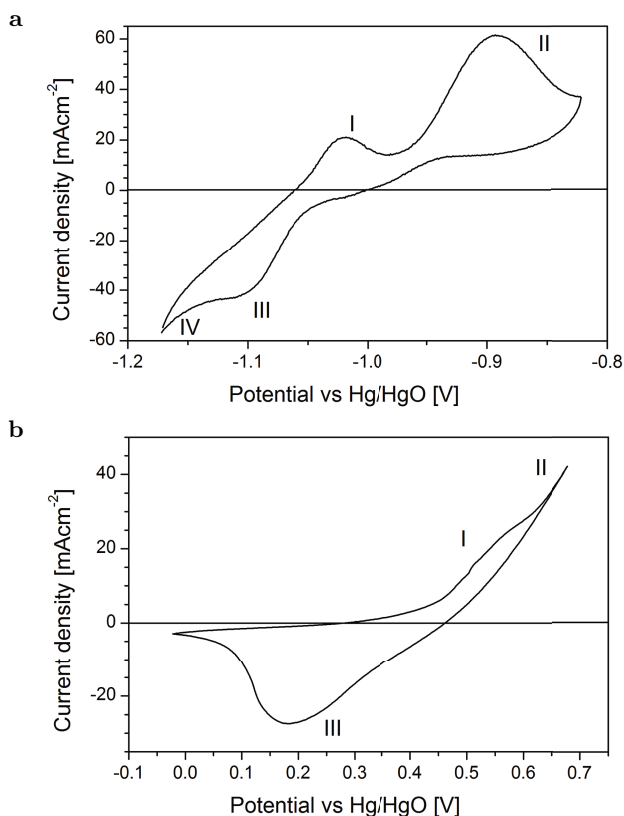 a
60
40
20
0
-20
-40
-60
Current density [mAcm-2]
I
II
III
IV
-1.2 -1.1 -1.0 -0.9 -0.8
Potential vs Hg/HgO [V]
b
40
20
0
-20
Current density [mAcm-2]
I
II
III
-0.1 0.0 0.1 0.2 0.3 0.4 0.5 0.6 0.7
Potential vs Hg/HgO [V]